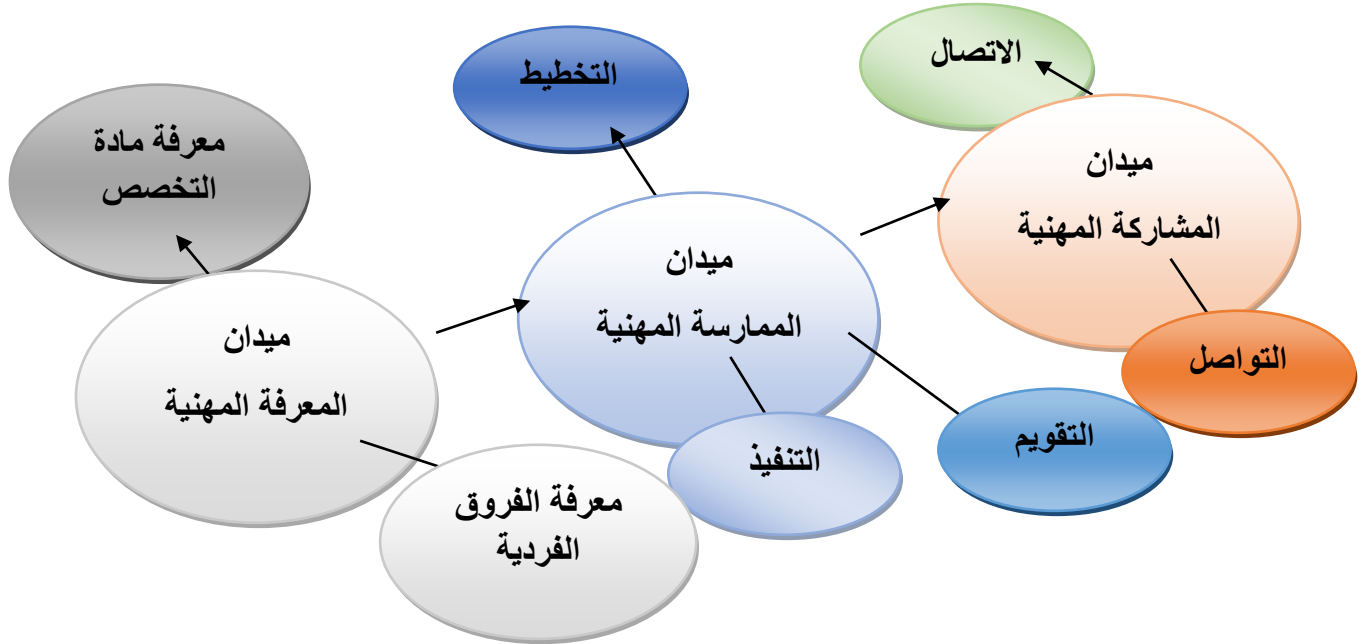 الاتصال
ميدان
المشاركة المهنية
التواصل
التخطيط
ميدان
الممارسة المهنية
التقويم
التنفيذ
معرفة مادة
التخصص
ميدان
المعرفة المهنية
معرفة الفروق
الفردية